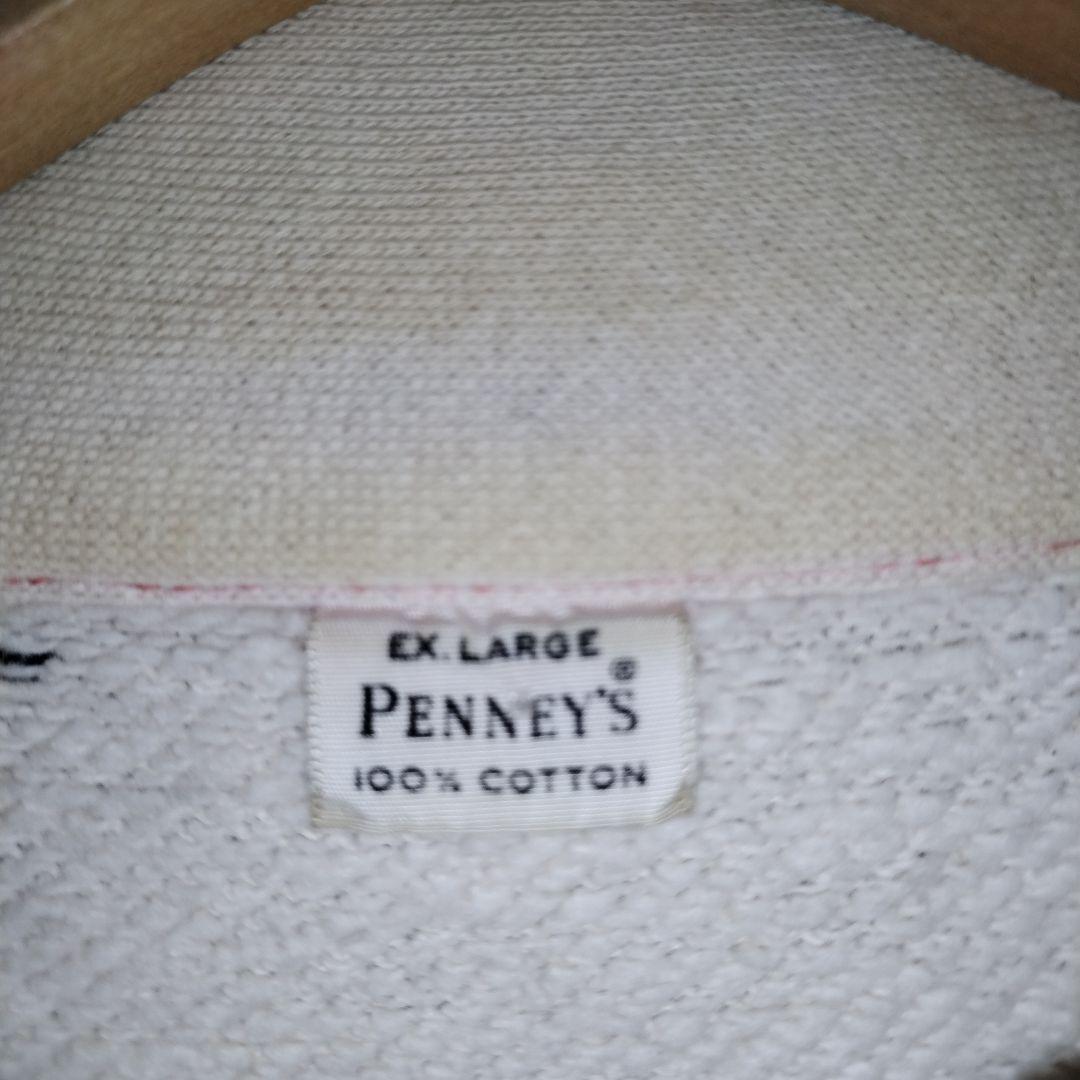 EX. LARGE
PENNEY'S®
100% COTTON